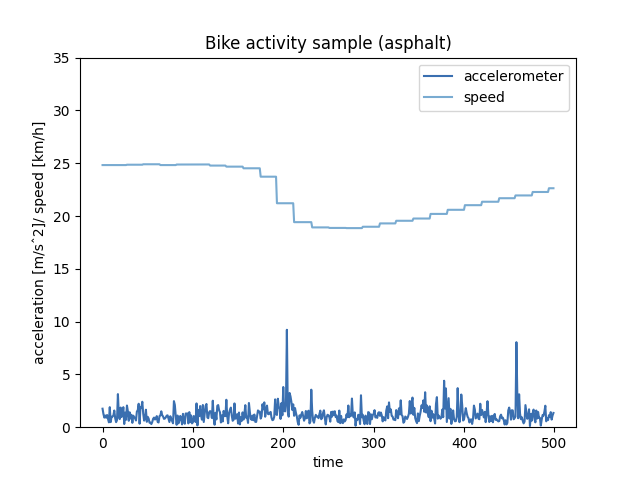 Bike activity sample (asphalt)
accelerometer
speed
acceleration [m/sˆ2]/ speed [km/h]
35
30
25
20
15
10
5
0
0 100 200 300 400 500
time